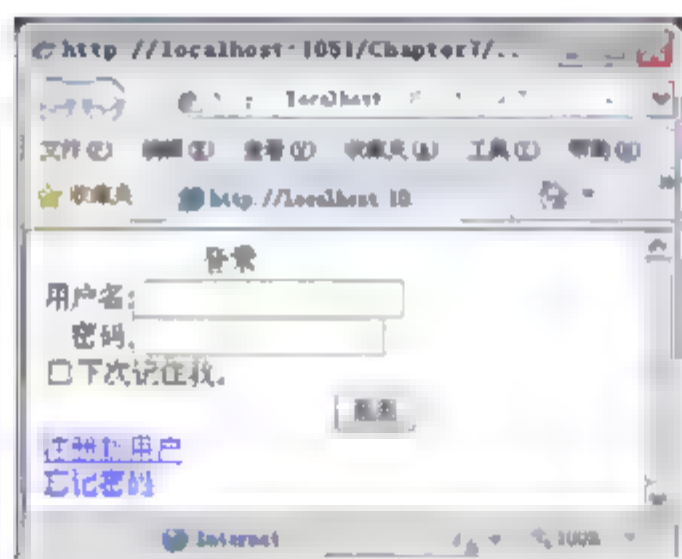 http //localhost:1051/Chapter7/..
localhost
文件(F) 编辑(E) 查看(V) 收藏夹(A) 工具(T) 帮助(H)
收藏夹 http //localhost 10
登录
用户名:
密码:
下次记住我。
登录
注册新用户
忘记密码
Internet 100%